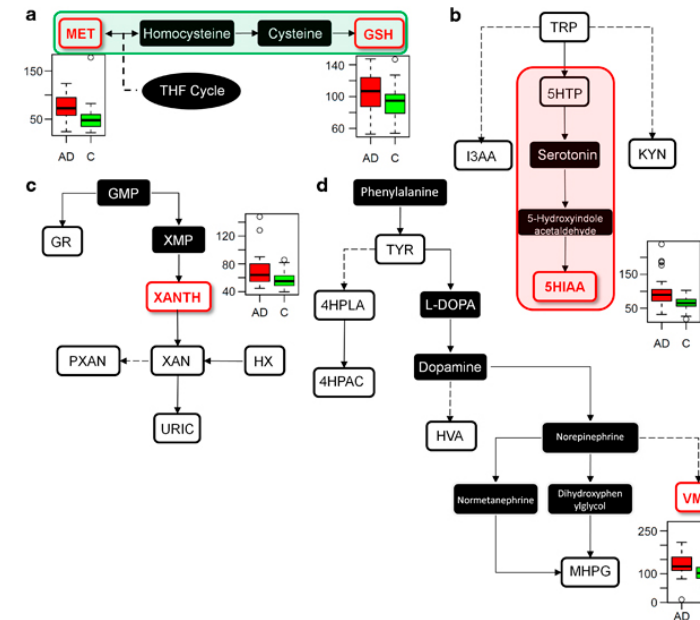 a
MET
Homocysteine
Cysteine
GSH
THF Cycle
150
50
AD C
140
100
60
AD C
b
TRP
5HTP
I3AA
Serotonin
KYN
5-Hydroxyindole
acetaldehyde
5HIAA
150
50
AD C
c
GMP
GR
XMP
XANTH
120
80
40
AD C
PXAN
XAN
HX
URIC
d
Phenylalanine
TYR
4HPLA
L-DOPA
4HPAC
Dopamine
HVA
Norepinephrine
Normetanephrine
Dihydroxyphen
ylglycol
VM
MHPG
250
100
0
AD